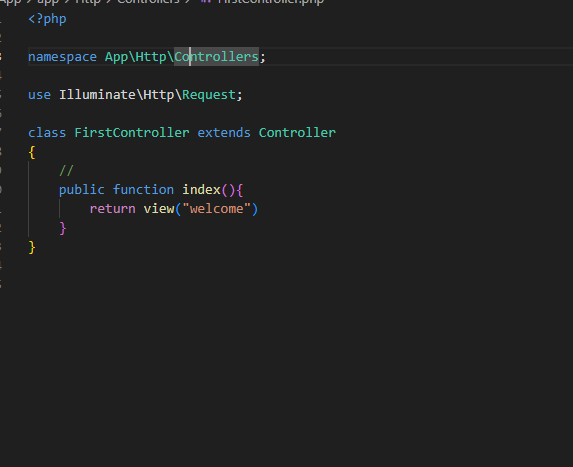 App > app > Http > Controllers > FirstController.php
<?php
namespace App\Http\Controllers;
use Illuminate\Http\Request;
class FirstController extends Controller
{
//
public function index(){
return view("welcome")
}
}